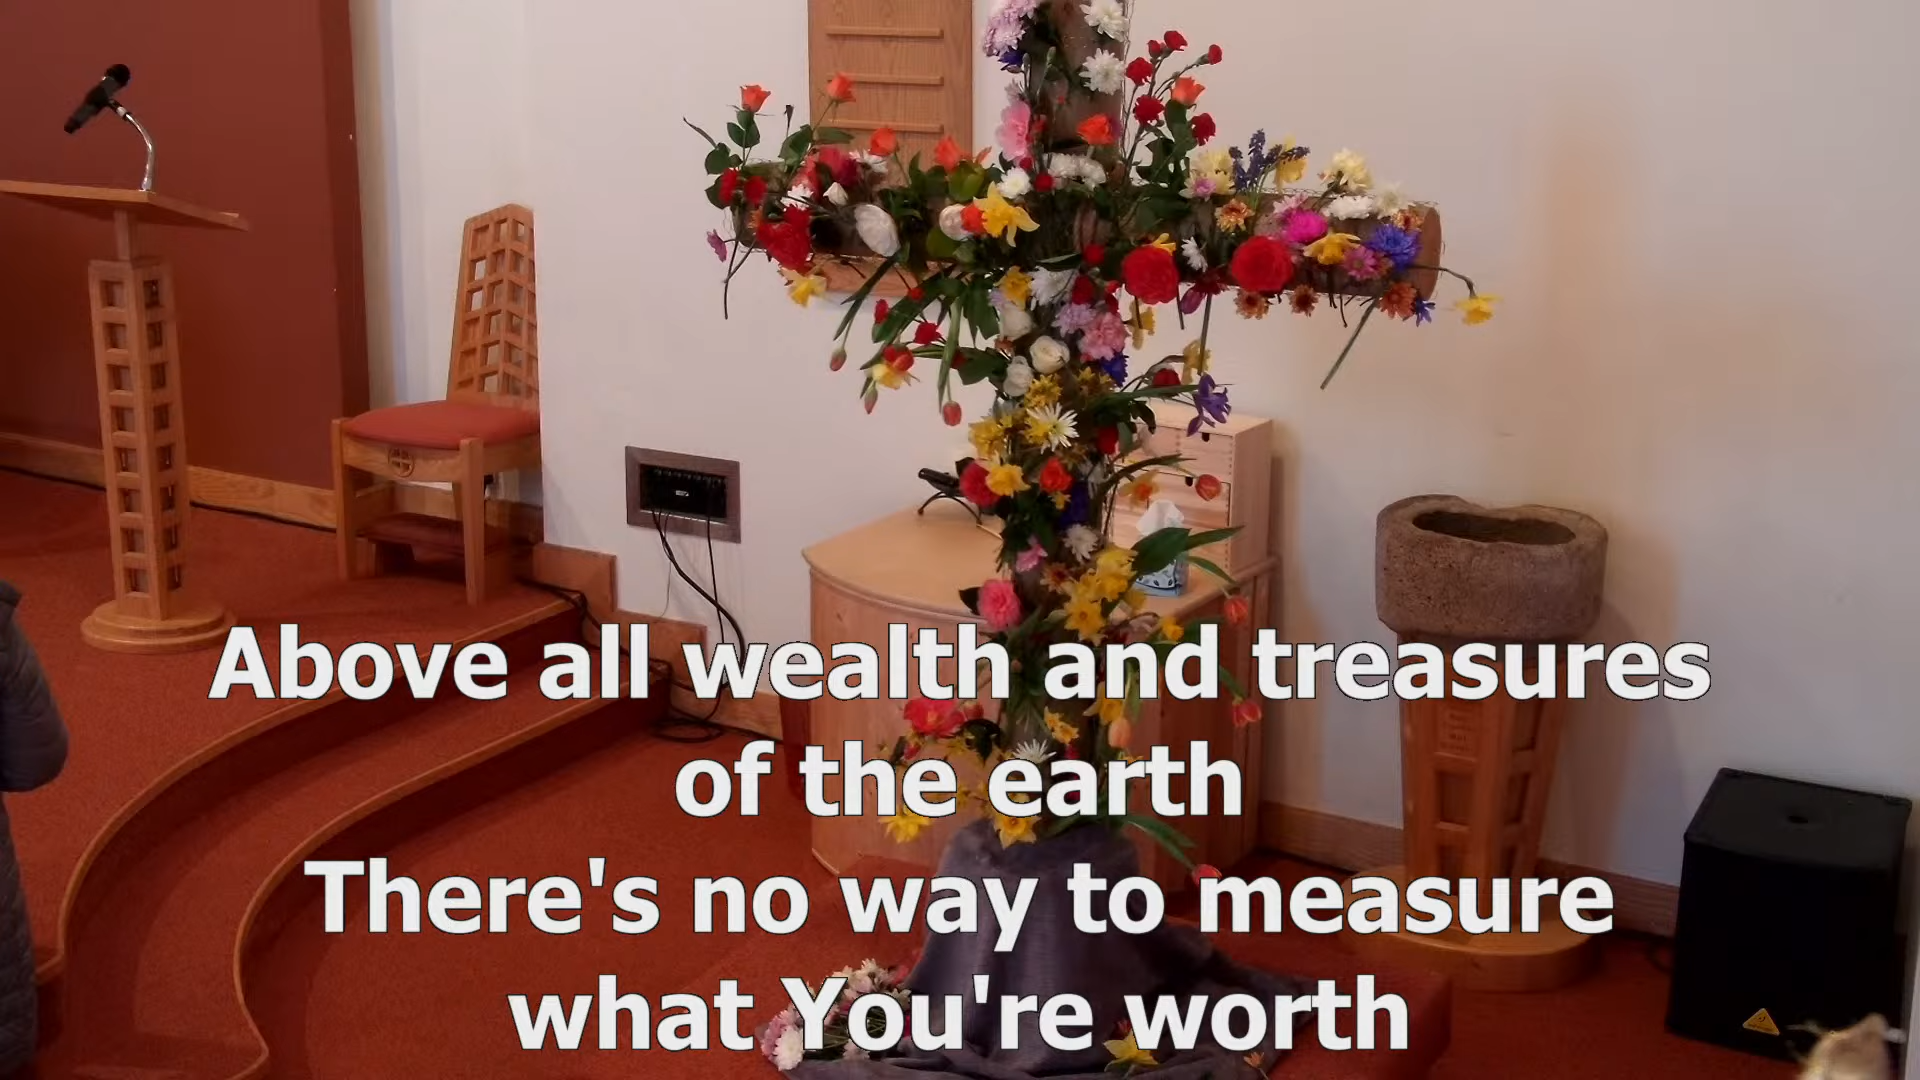 Above all wealth and treasures
of the earth
There's no way to measure
what You're worth